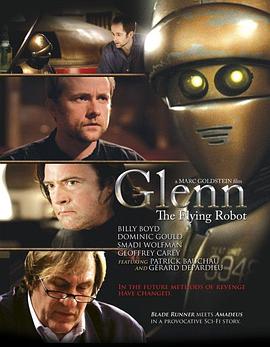 a MARC GOLDSTEIN film
Glenn
The Flying Robot
BILLY BOYD
DOMINIC GOULD
SMADI WOLFMAN
GEOFFREY CAREY
FEATURING PATRICK BAUCHAU
AND GÉRARD DEPARDIEU
IN THE FUTURE METHODS OF REVENGE
HAVE CHANGED.
BLADE RUNNER MEETS AMADEUS
IN A PROVOCATIVE SCI-FI STORY.